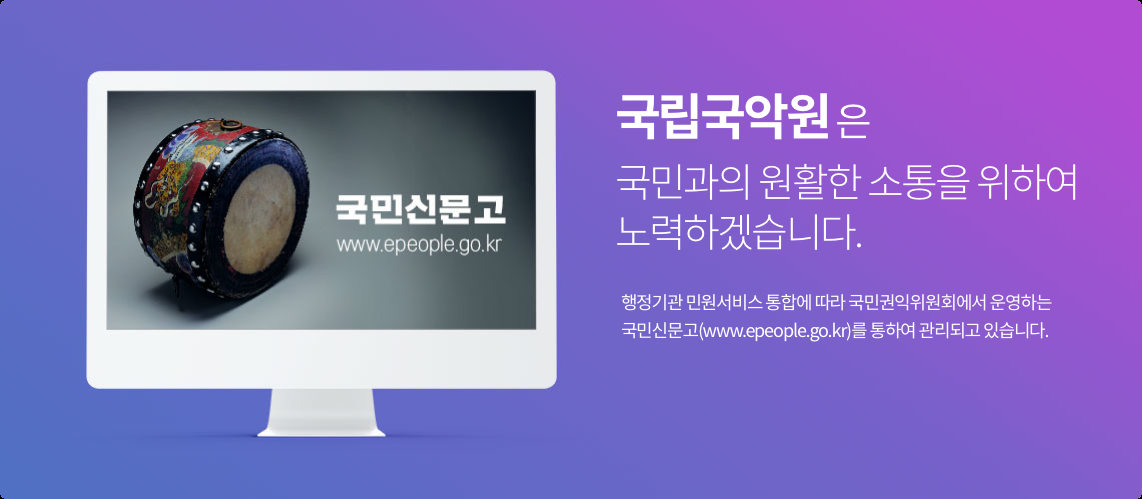 국민신문고
www.epeople.go.kr
국립국악원 은
국민과의 원활한 소통을 위하여
노력하겠습니다.
행정기관 민원서비스 통합에 따라 국민권익위원회에서 운영하는
국민신문고(www.epeople.go.kr)를 통하여 관리되고 있습니다.